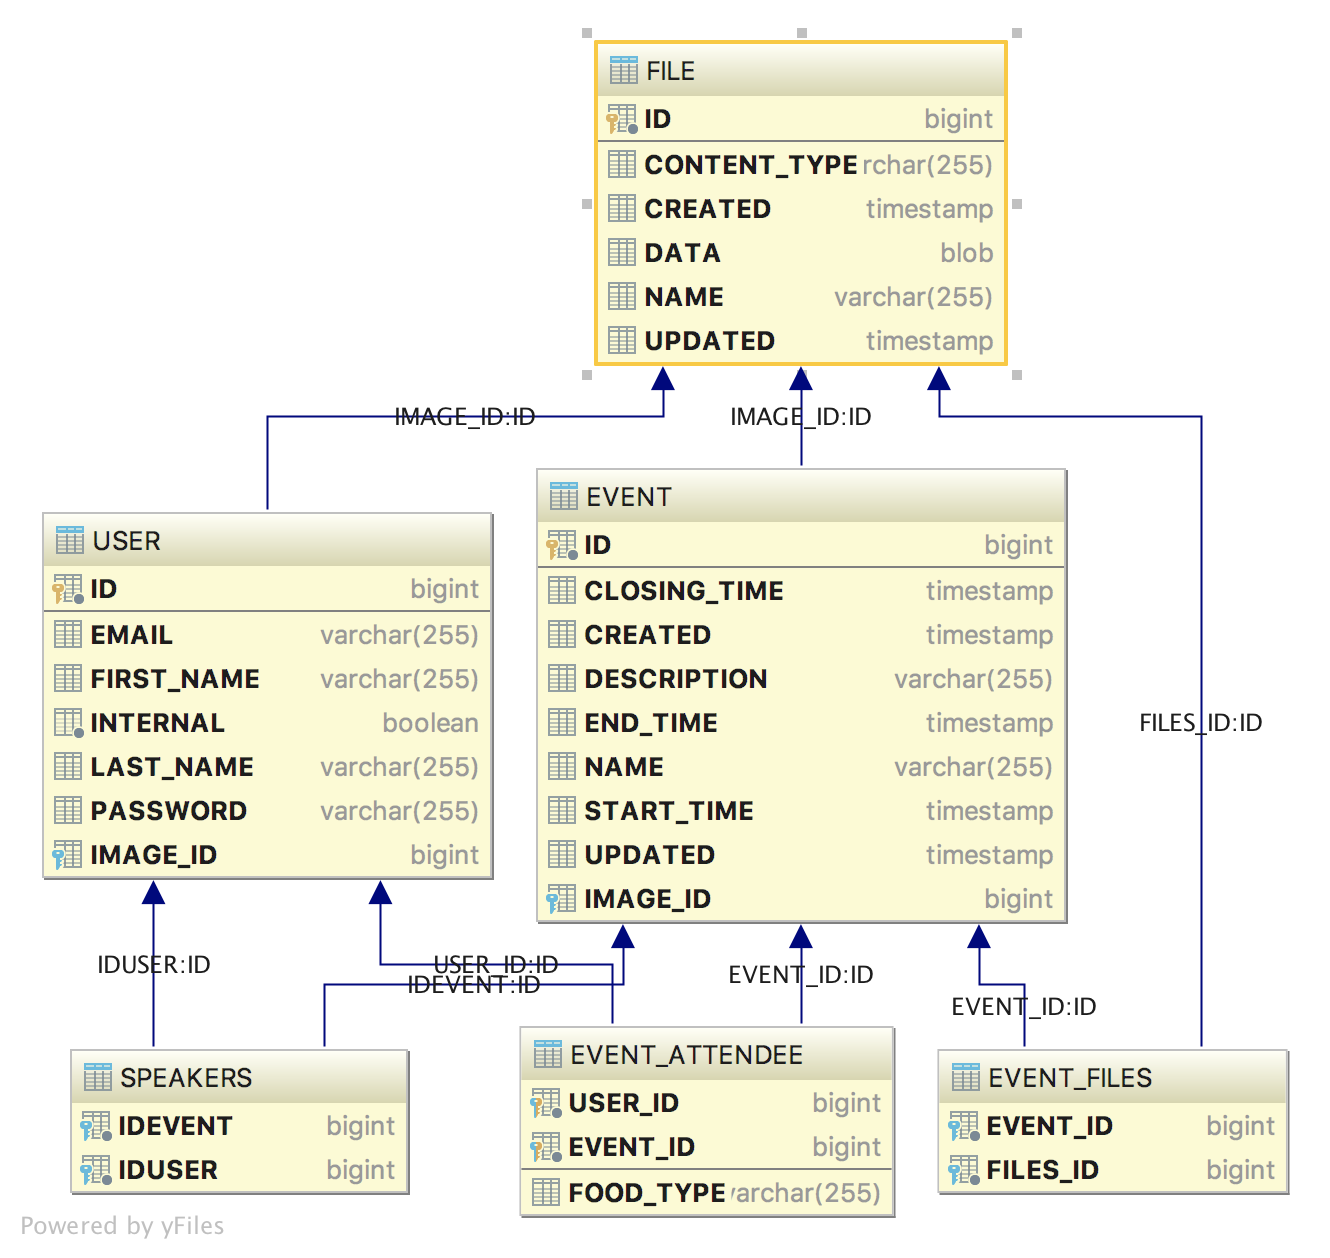 FILE
ID bigint
CONTENT_TYPE rchar(255)
CREATED timestamp
DATA blob
NAME varchar(255)
UPDATED timestamp
IMAGE_ID:ID
IMAGE_ID:ID
USER
ID bigint
EMAIL varchar(255)
FIRST_NAME varchar(255)
INTERNAL boolean
LAST_NAME varchar(255)
PASSWORD varchar(255)
IMAGE_ID bigint
EVENT
ID bigint
CLOSING_TIME timestamp
CREATED timestamp
DESCRIPTION varchar(255)
END_TIME timestamp
NAME varchar(255)
START_TIME timestamp
UPDATED timestamp
IMAGE_ID bigint
FILES_ID:ID
IDUSER:ID
USER_ID:ID
IDEVENT:ID
EVENT_ID:ID
EVENT_ID:ID
SPEAKERS
IDEVENT bigint
IDUSER bigint
EVENT_ATTENDEE
USER_ID bigint
EVENT_ID bigint
FOOD_TYPE varchar(255)
EVENT_FILES
EVENT_ID bigint
FILES_ID bigint
Powered by yFiles